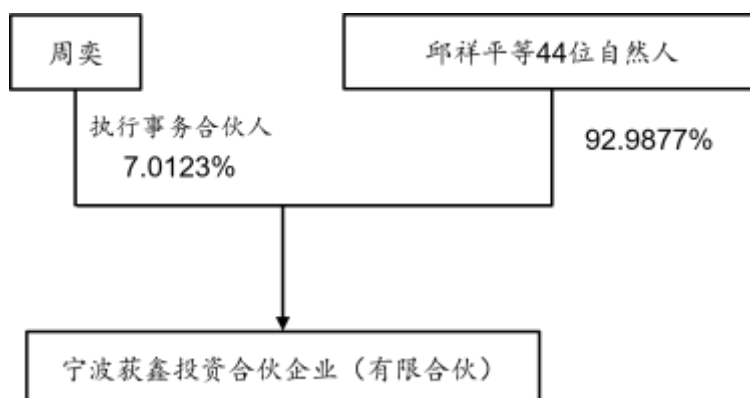 周奕
邱祥平等44位自然人
执行事务合伙人
7.0123%
92.9877%
宁波获鑫投资合伙企业（有限合伙）